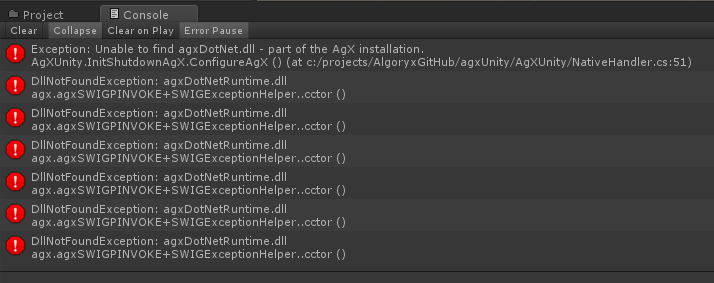 Project Console
Clear Collapse Clear on Play Error Pause
Exception: Unable to find agxDotNet.dll - part of the AgX installation.
AgXUnity.InitShutdownAgX.ConfigureAgX () (at c:/projects/AlgoryxGitHub/agxUnity/AgXUnity/NativeHandler.cs:51)
DllNotFoundException: agxDotNetRuntime.dll
agx.agxSWIGPINVOKE+SWIGExceptionHelper..cctor ()
DllNotFoundException: agxDotNetRuntime.dll
agx.agxSWIGPINVOKE+SWIGExceptionHelper..cctor ()
DllNotFoundException: agxDotNetRuntime.dll
agx.agxSWIGPINVOKE+SWIGExceptionHelper..cctor ()
DllNotFoundException: agxDotNetRuntime.dll
agx.agxSWIGPINVOKE+SWIGExceptionHelper..cctor ()
DllNotFoundException: agxDotNetRuntime.dll
agx.agxSWIGPINVOKE+SWIGExceptionHelper..cctor ()
DllNotFoundException: agxDotNetRuntime.dll
agx.agxSWIGPINVOKE+SWIGExceptionHelper..cctor ()